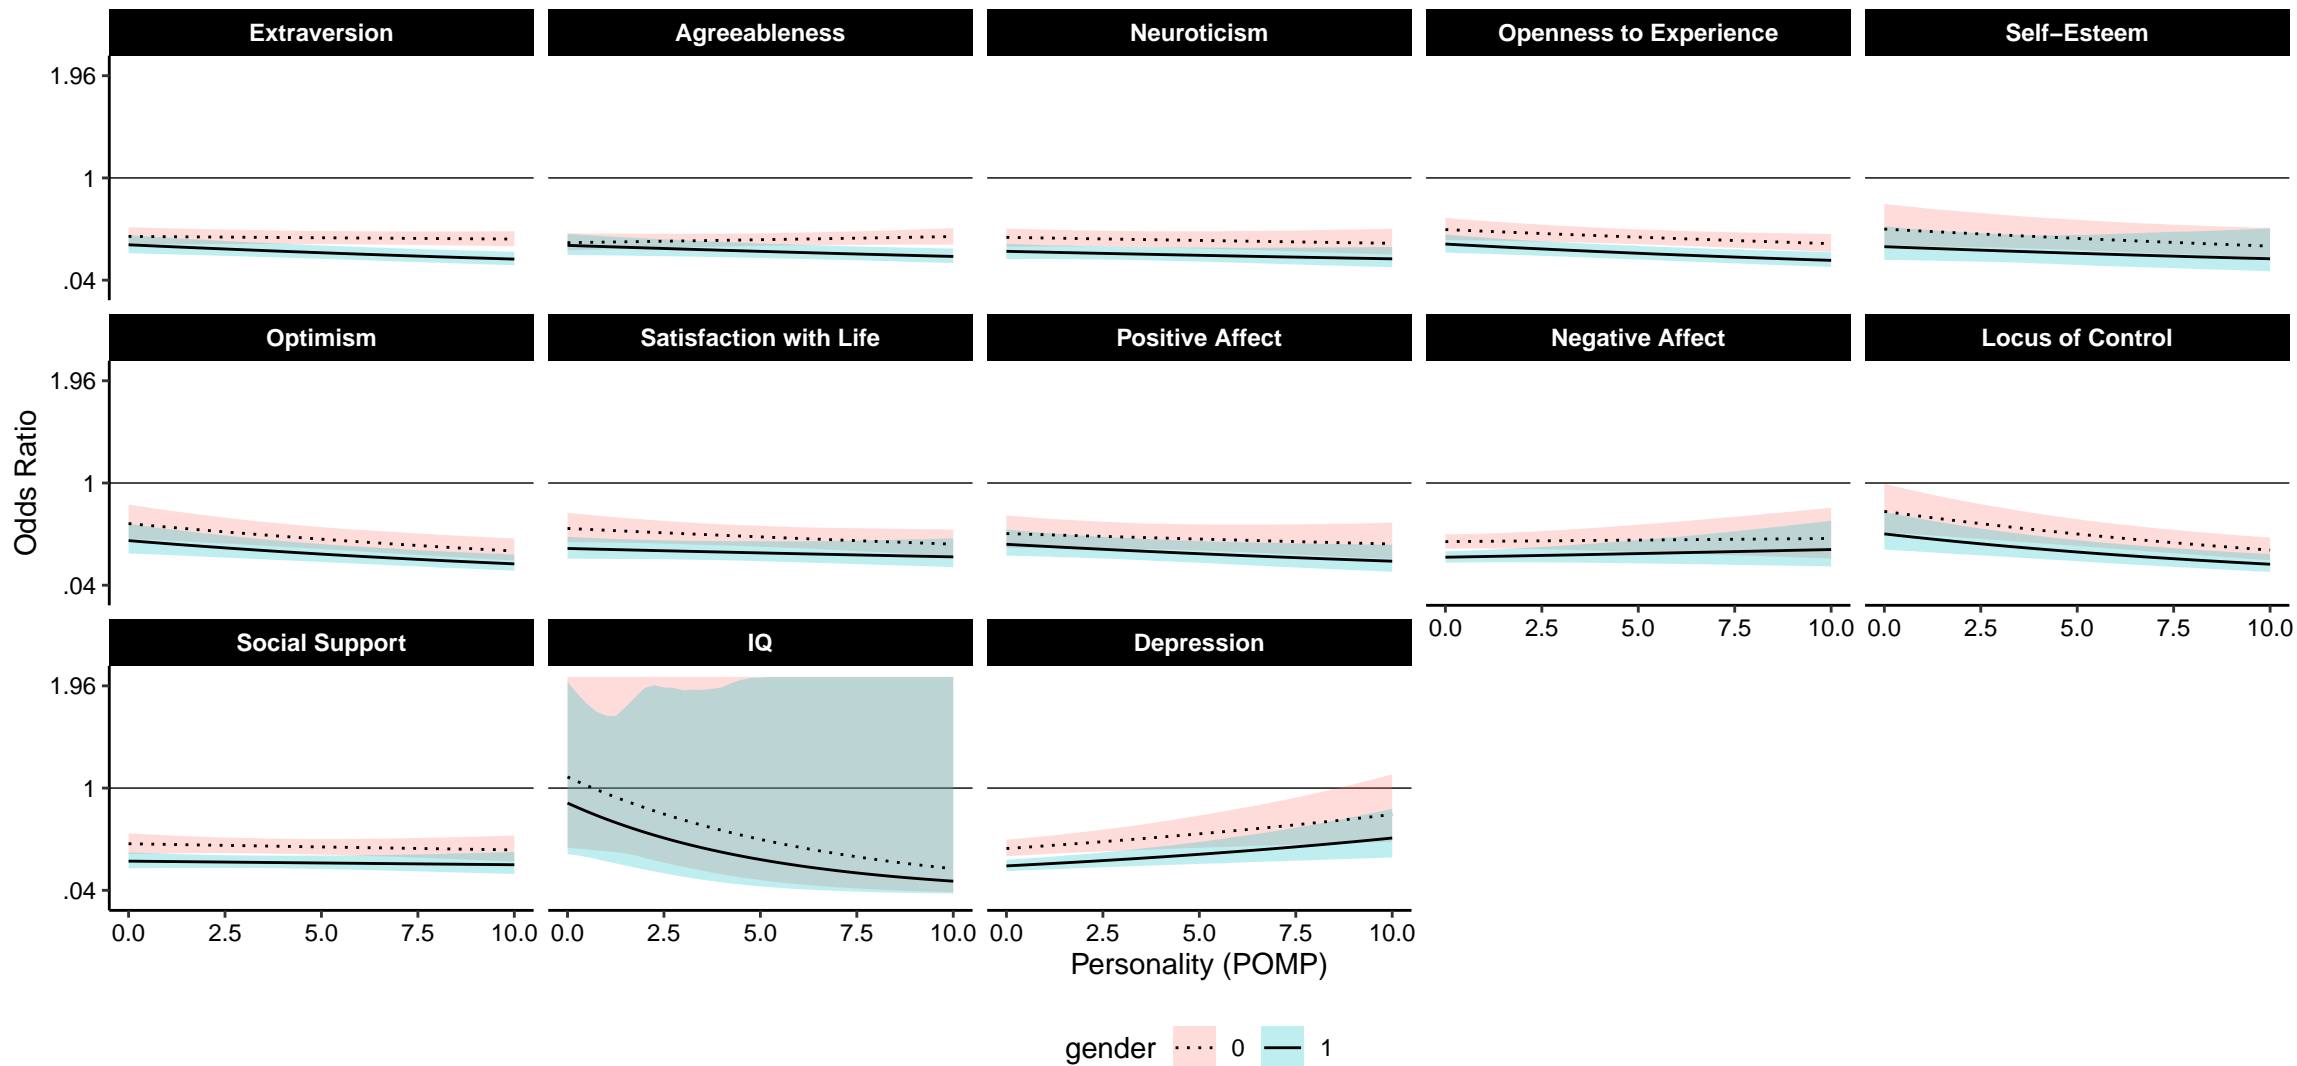 Extraversion
Agreeableness
Neuroticism
Openness to Experience
Self−Esteem
1.96
1
.04
Optimism
Satisfaction with Life
Positive Affect
Negative Affect
Locus of Control
1.96
1
.04
0.0 2.5 5.0 7.5 10.0
0.0 2.5 5.0 7.5 10.0
Odds Ratio
Social Support
IQ
Depression
1.96
1
.04
0.0 2.5 5.0 7.5 10.0
0.0 2.5 5.0 7.5 10.0
0.0 2.5 5.0 7.5 10.0
Personality (POMP)
gender 0 1